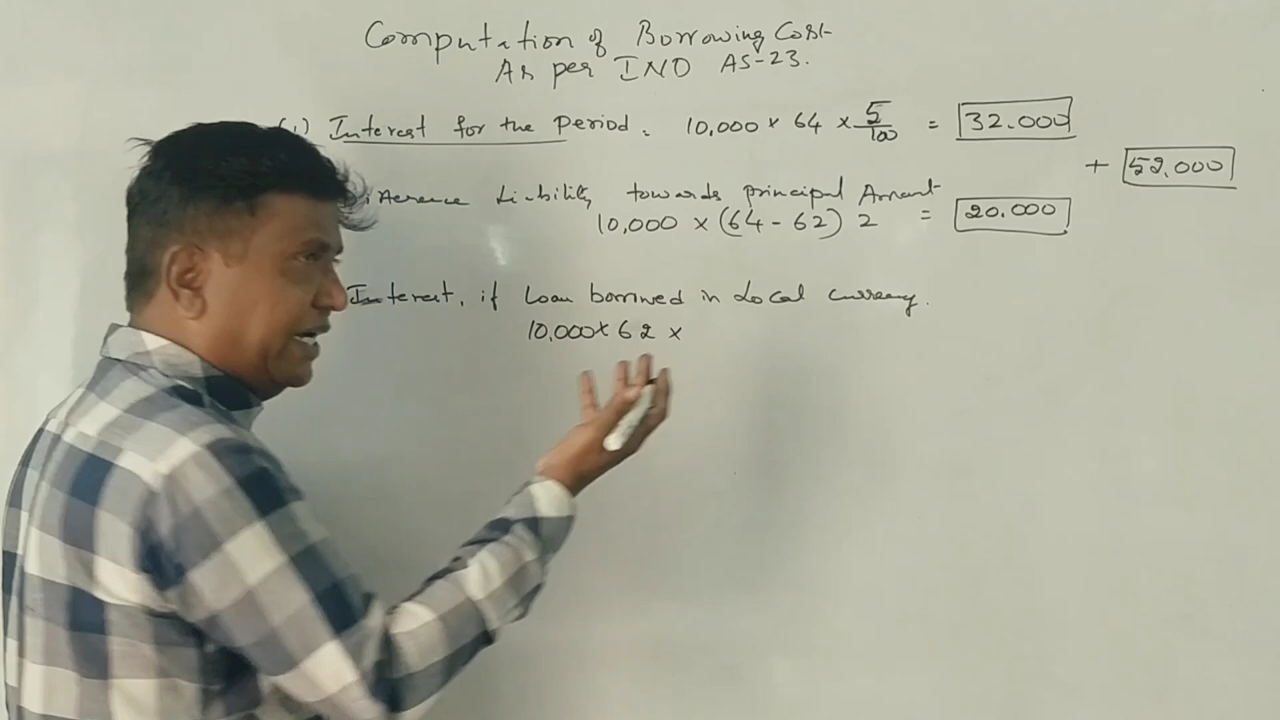 Computation of Borrowing Cost
As per IND AS-23.
1) Interest for the Period. 10,000 × 64 × 5/100 = 32.000
+ 52,000
Liability towards principal Amount
10,000 × (64 - 62) 2 = 20.000
Interest, if Loan borrowed in Local currency.
10,000 × 62 ×